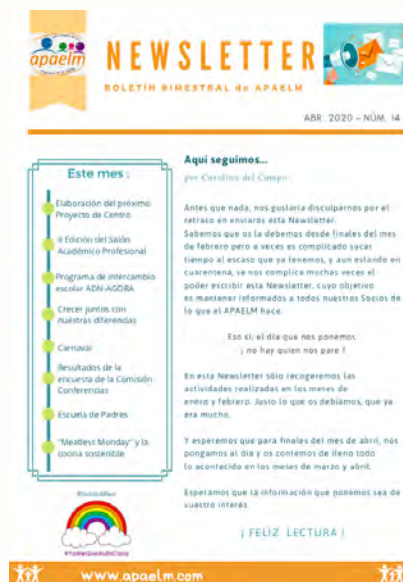 apaelm
NEWSLETTER
BOLETÍN BIMESTRAL de APAELM
ABR. 2020 – NÚM. 14
Este mes :
Elaboración del próximo
Proyecto de Centro
II Edición del Salón
Académico Profesional
Programa de intercambio
escolar ADN-AGORA
Crecer juntos con
nuestras diferencias
Carnaval
Resultados de la
encuesta de la Comisión
Conferencias
Escuela de Padres
"Meatless Monday" y la
cocina sostenible
Aquí seguimos...
por Carolina del Campo
Antes que nada, nos gustaría disculparnos por el
retraso en enviaros esta Newsletter.
Sabemos que os la debemos desde finales del mes
de febrero pero a veces es complicado sacar
tiempo al escaso que ya tenemos, y aun estando en
cuarentena, se nos complica muchas veces el
poder escribir esta Newsletter, cuyo objetivo
es mantener informados a todos nuestros Socios de
lo que el APAELM hace.
Eso sí, el día que nos ponemos,
¡ no hay quien nos pare !
En esta Newsletter sólo recogeremos las
actividades realizadas en los meses de
enero y febrero. Justo lo que os debíamos, que ya
era mucho.
Y esperemos que para finales del mes de abril, nos
pongamos al día y os contemos de lleno todo
lo acontecido en los meses de marzo y abril.
Esperamos que la información que ponemos sea de
vuestro interés.
¡ FELIZ LECTURA !
www.apaelm.com